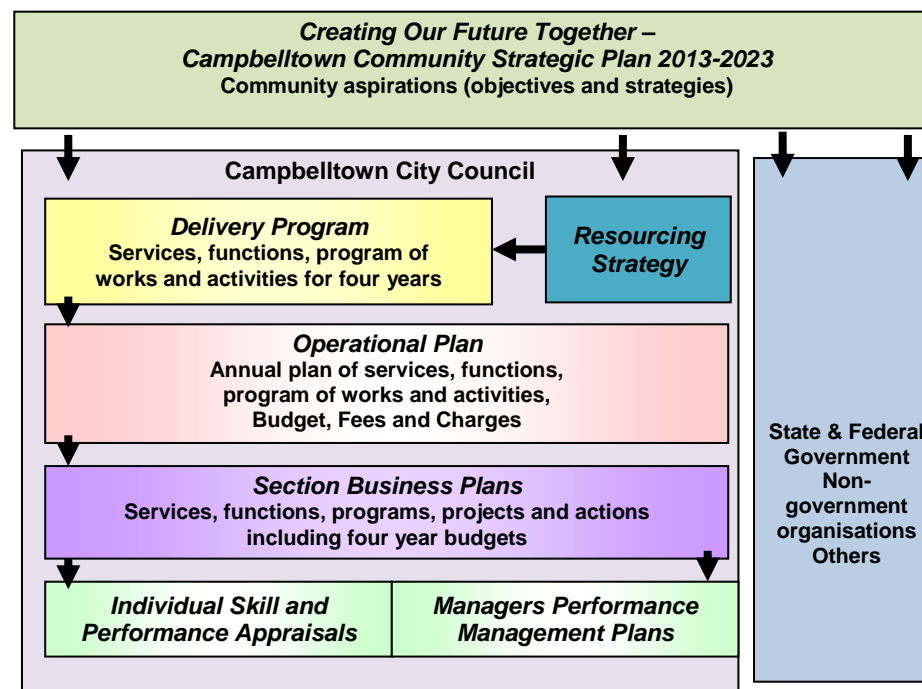 Creating Our Future Together –
Campbelltown Community Strategic Plan 2013-2023
Community aspirations (objectives and strategies)
Campbelltown City Council
Delivery Program
Services, functions, program of
works and activities for four years
Resourcing
Strategy
Operational Plan
Annual plan of services, functions,
program of works and activities,
Budget, Fees and Charges
Section Business Plans
Services, functions, programs, projects and actions
including four year budgets
Individual Skill and
Performance Appraisals
Managers Performance
Management Plans
State & Federal
Government
Non-
government
organisations
Others